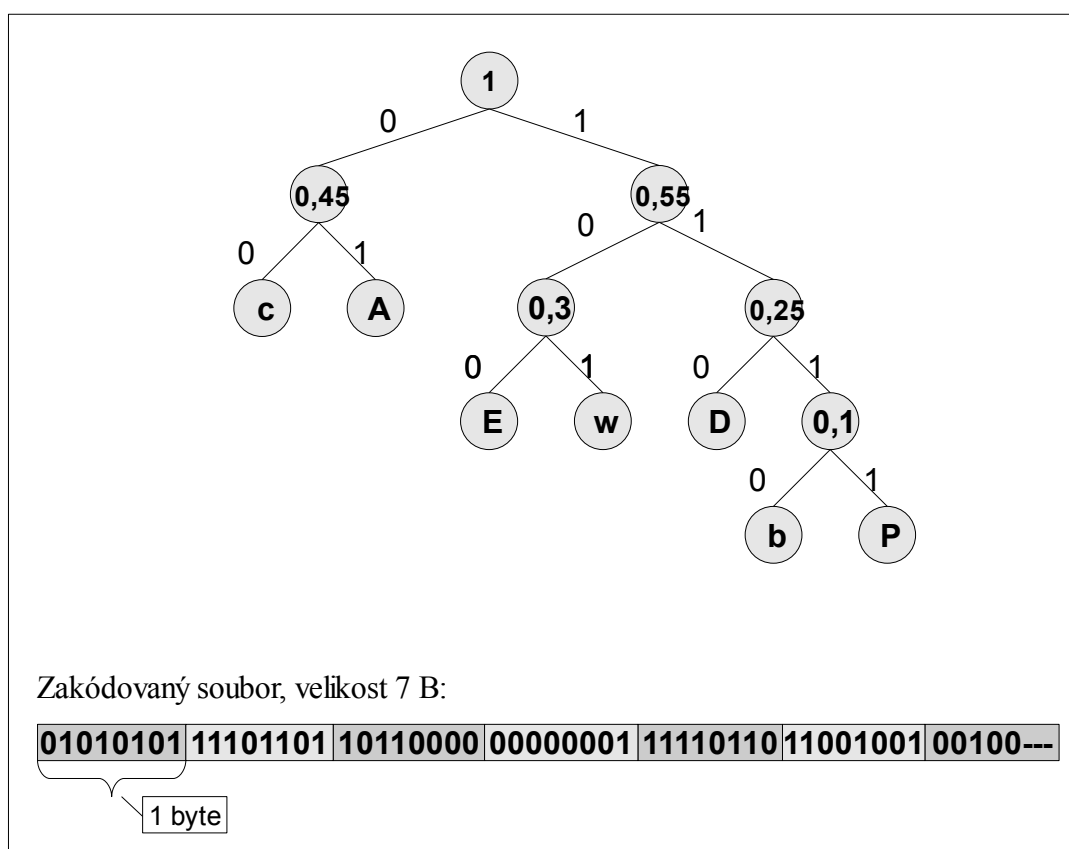 1
0 1
0,45 0,55
0 1 0 1
c A 0,3 0,25
0 1 0 1
E w D 0,1
0 1
b P
Zakódovaný soubor, velikost 7 B:
01010101 11101101 10110000 00000001 11110110 11001001 00100---
1 byte